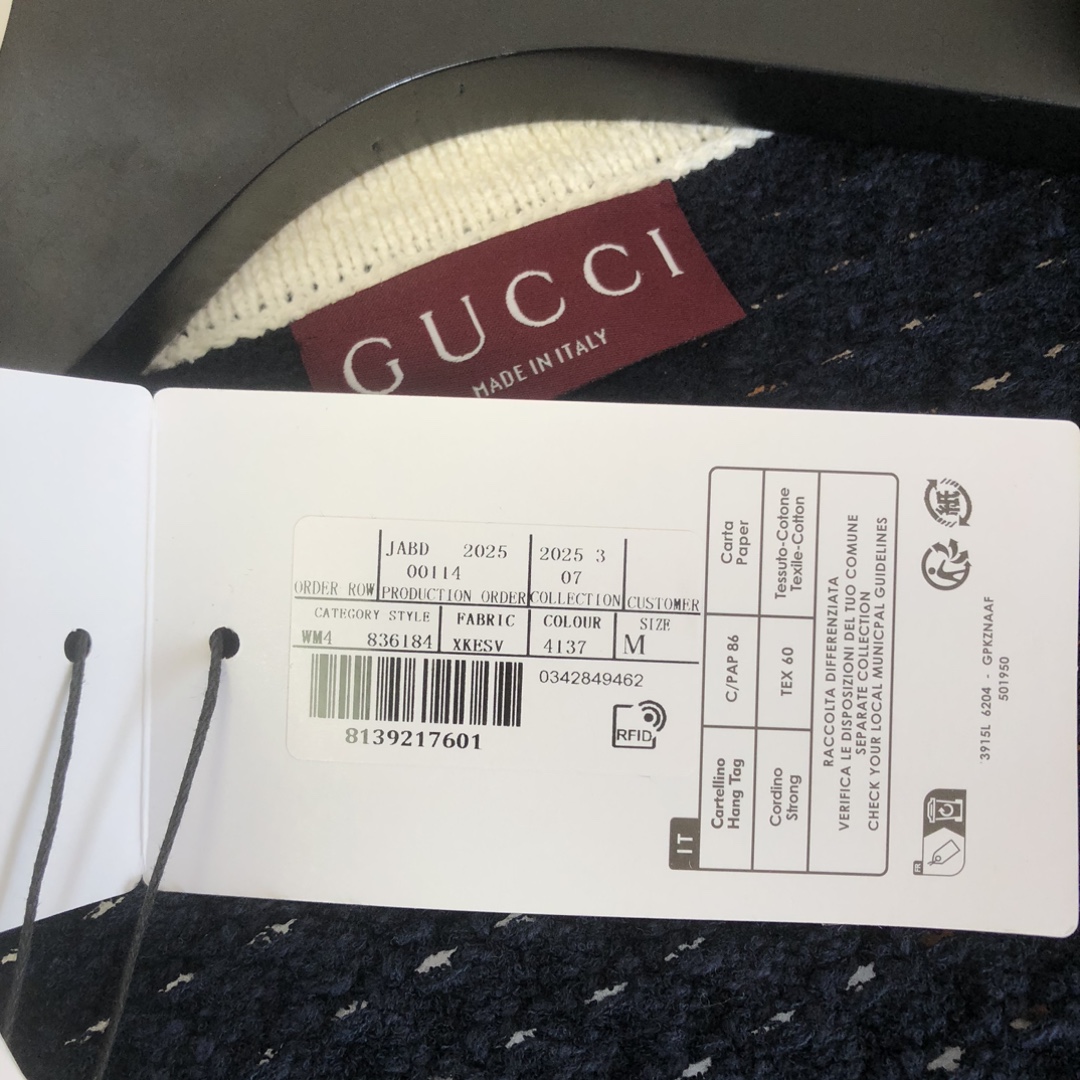 GUCCI
MADE IN ITALY
JABD 2025
00114
2025 3
07
ORDER ROW PRODUCTION ORDER COLLECTION CUSTOMER
CATEGORY STYLE FABRIC COLOUR SIZE
WM4 836184 XKESV 4137 M
0342849462
8139217601
RFID
IT
Carta
Paper
C/PAP 86
Cartellino
Hang Tag
Tessuto-Cotone
Texile-Cotton
TEX 60
Cordino
Strong
RACCOLTA DIFFERENZIATA
VERIFICA LE DISPOSIZIONI DEL TUO COMUNE
SEPARATE COLLECTION
CHECK YOUR LOCAL MUNICPAL GUIDELINES
紙
FR
3915L 6204 - GPKZNAAF
501950